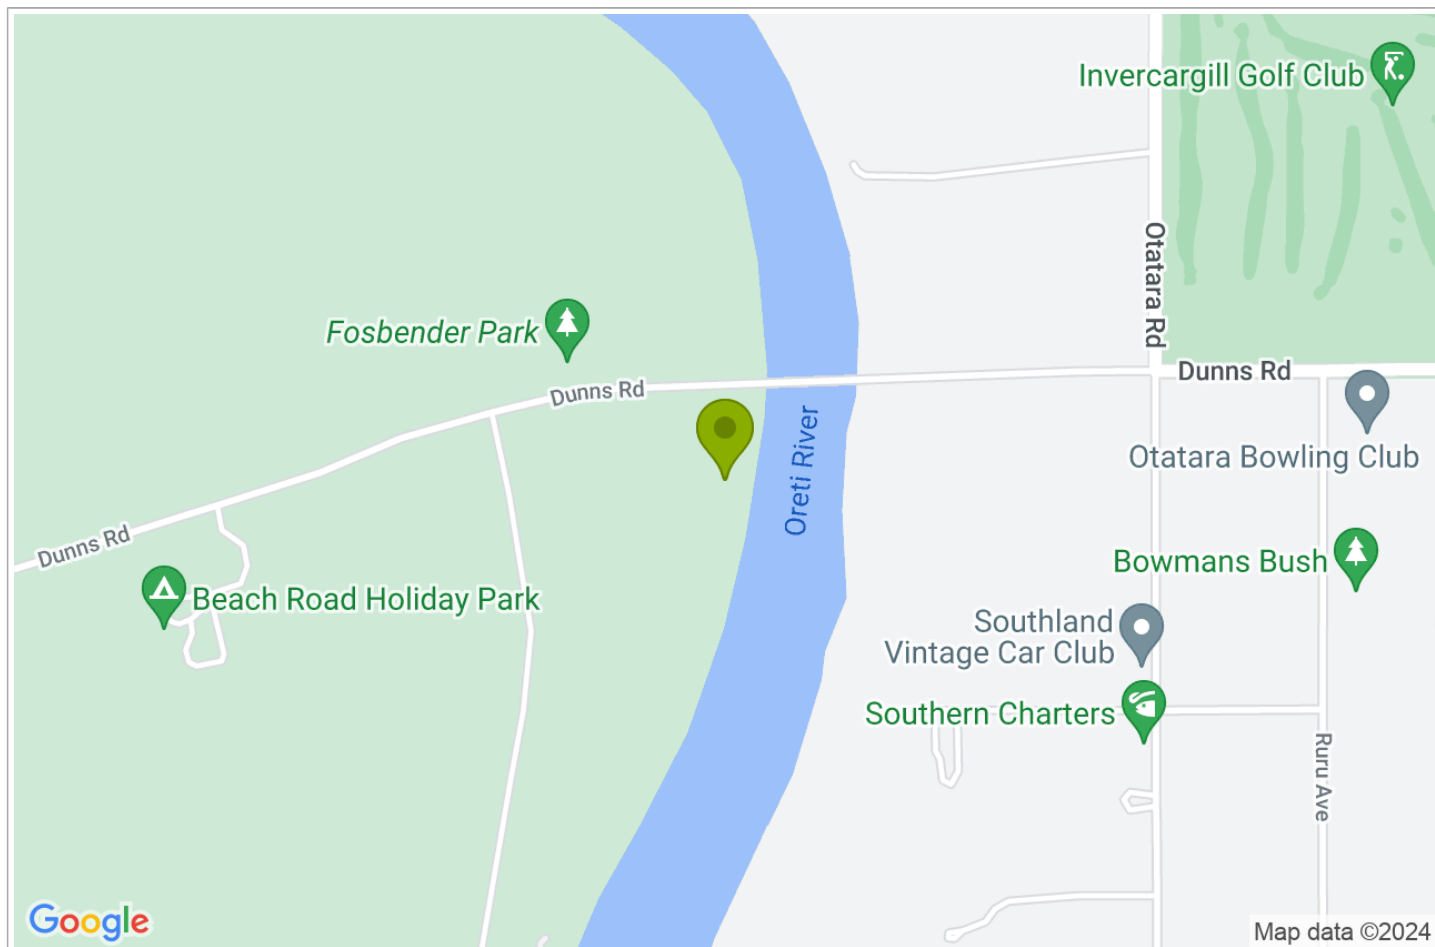 Invercargill Golf Club
Otatara Rd
Fosbender Park
Dunns Rd
Dunns Rd
Oreti River
Otatara Bowling Club
Dunns Rd
Bowmans Bush
Beach Road Holiday Park
Southland
Vintage Car Club
Southern Charters
Ruru Ave
Google
Map data ©2024